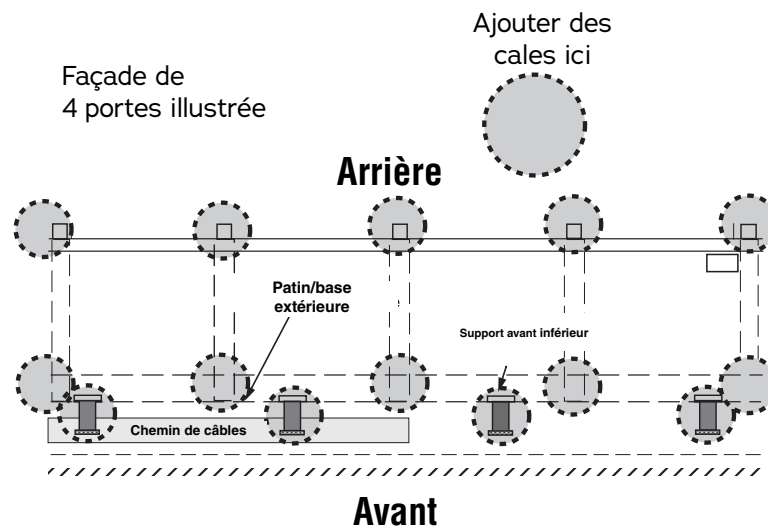 Ajouter des
cales ici
Façade de
4 portes illustrée
Arrière
Patin/base
extérieure
Support avant inférieur
Chemin de câbles
Avant